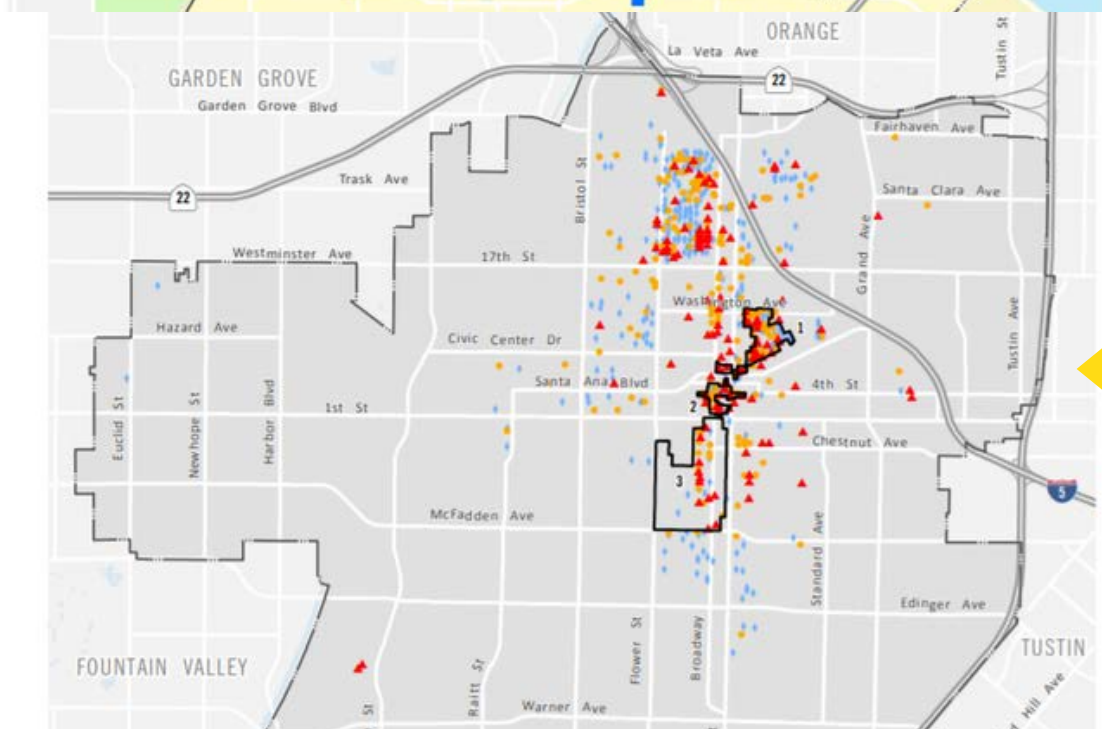 La Veta Ave
ORANGE
Tustin St
GARDEN GROVE
22
Garden Grove Blvd
Fairhaven Ave
Bristol St
Trask Ave
22
Santa Clara Ave
Grand Ave
Westminster Ave
17th St
Washington Ave
Tustin Ave
Hazard Ave
1
Civic Center Dr
Santa Ana Blvd
4th St
Euclid St
Newhope St
Harbor Blvd
1st St
2
Chestnut Ave
3
5
McFadden Ave
Standard Ave
Edinger Ave
Flower St
Broadway
TUSTIN
FOUNTAIN VALLEY
Raitt St
St
Warner Ave
Hill Ave